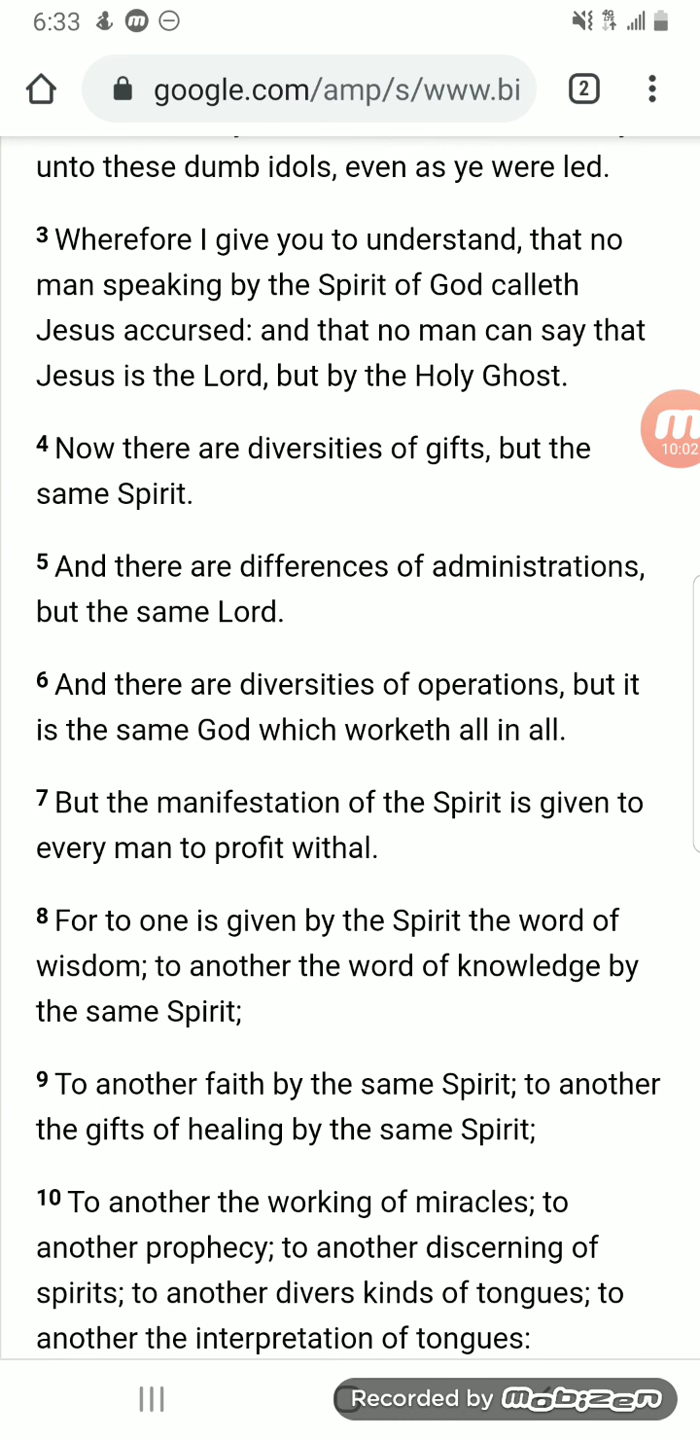 6:33
google.com/amp/s/www.bi
2
unto these dumb idols, even as ye were led.
3 Wherefore I give you to understand, that no
man speaking by the Spirit of God calleth
Jesus accursed: and that no man can say that
Jesus is the Lord, but by the Holy Ghost.
m
10:02
4 Now there are diversities of gifts, but the
same Spirit.
5 And there are differences of administrations,
but the same Lord.
6 And there are diversities of operations, but it
is the same God which worketh all in all.
7 But the manifestation of the Spirit is given to
every man to profit withal.
8 For to one is given by the Spirit the word of
wisdom; to another the word of knowledge by
the same Spirit;
9 To another faith by the same Spirit; to another
the gifts of healing by the same Spirit;
10 To another the working of miracles; to
another prophecy; to another discerning of
spirits; to another divers kinds of tongues; to
another the interpretation of tongues:
Recorded by mobizen